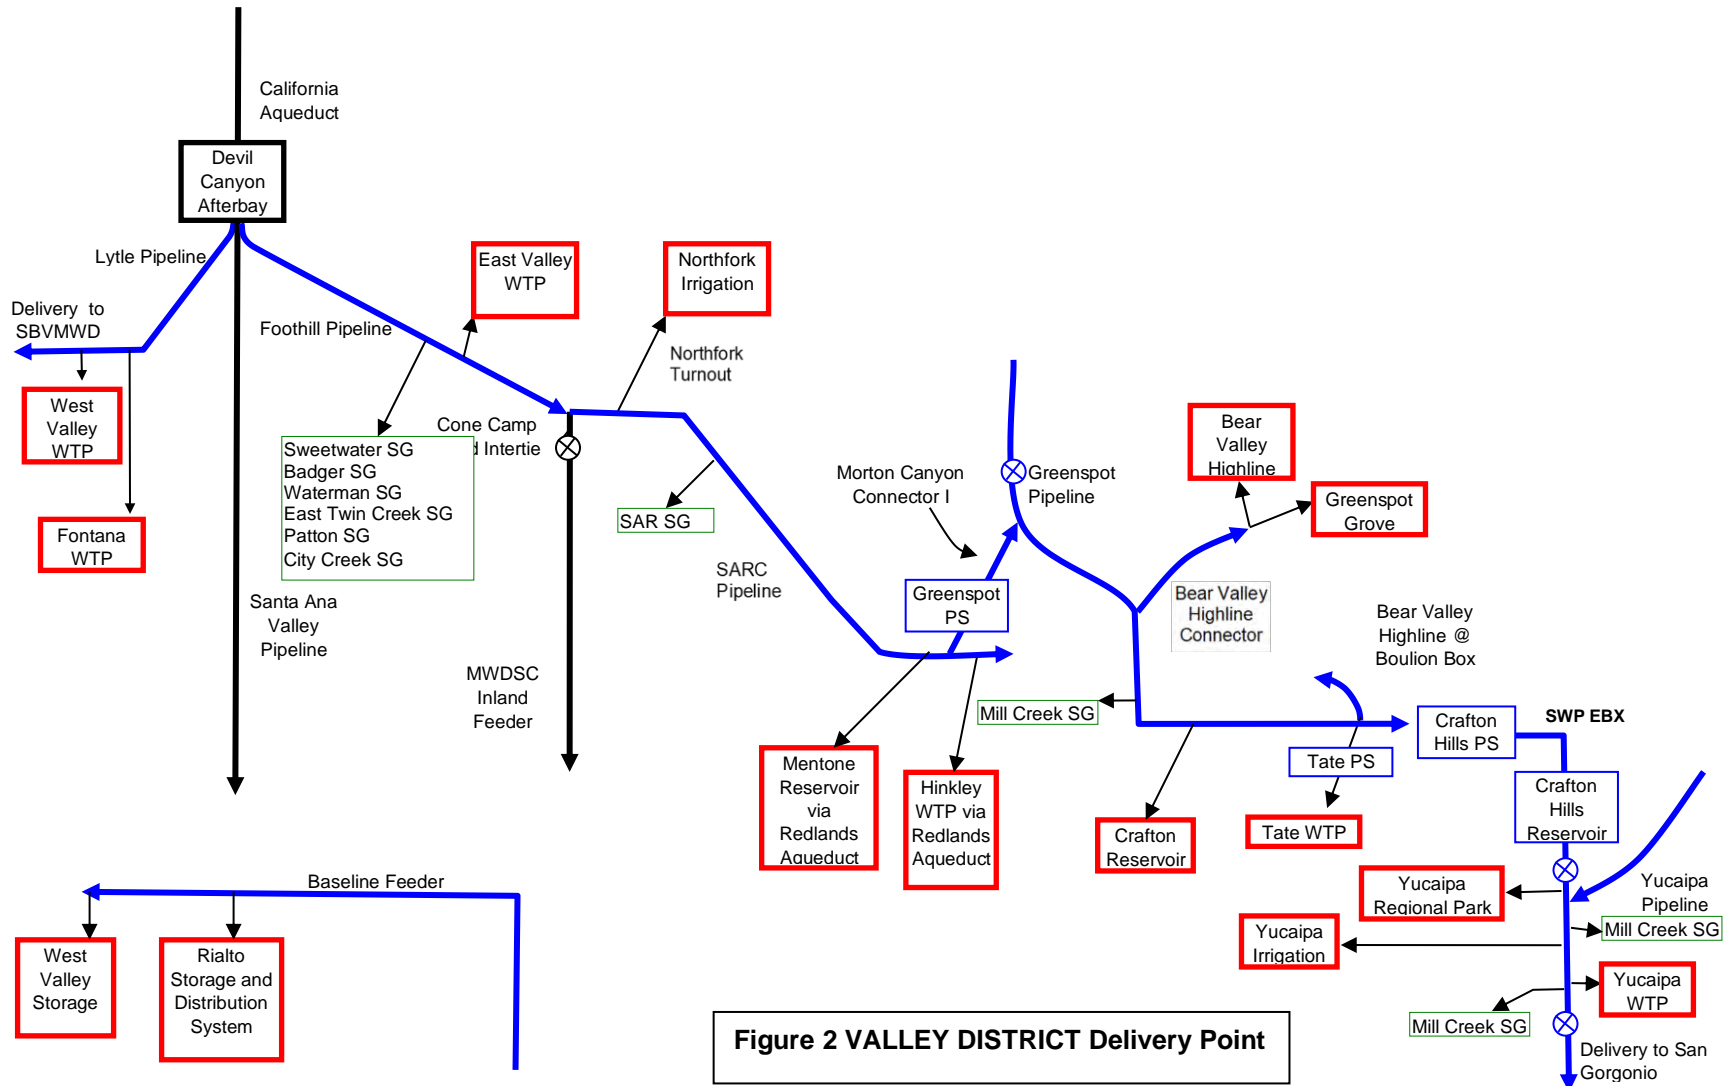 California
Aqueduct
Devil
Canyon
Afterbay
Lytle Pipeline
Delivery to
SBVMWD
Foothill Pipeline
East Valley
WTP
Northfork
Irrigation
Northfork
Turnout
West
Valley
WTP
Fontana
WTP
Sweetwater SG
Badger SG
Waterman SG
East Twin Creek SG
Patton SG
City Creek SG
Cone Camp
Intertie
SAR SG
SARC
Pipeline
Morton Canyon
Connector I
Greenspot
Pipeline
Greenspot
PS
Bear
Valley
Highline
Greenspot
Grove
Bear Valley
Highline
Connector
Bear Valley
Highline @
Boulion Box
Santa Ana
Valley
Pipeline
MWDSC
Inland
Feeder
Mill Creek SG
Mentone
Reservoir
via
Redlands
Aqueduct
Hinkley
WTP via
Redlands
Aqueduct
Crafton
Reservoir
Tate PS
Tate WTP
Crafton
Hills PS
SWP EBX
Crafton
Hills
Reservoir
Yucaipa
Regional Park
Yucaipa
Pipeline
Mill Creek SG
Yucaipa
Irrigation
Yucaipa
WTP
Mill Creek SG
Delivery to San
Gorgonio
Baseline Feeder
West
Valley
Storage
Rialto
Storage and
Distribution
System
Figure 2 VALLEY DISTRICT Delivery Point